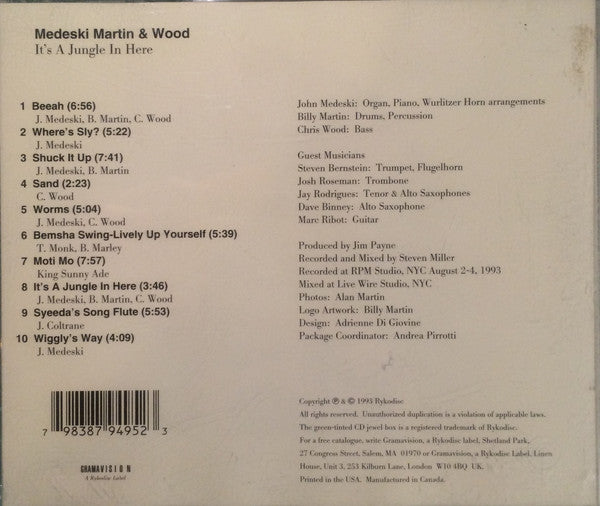 Medeski Martin & Wood
It's A Jungle In Here
1 Beeah (6:56)
J. Medeski, B. Martin, C. Wood
2 Where's Sly? (5:22)
J. Medeski
3 Shuck It Up (7:41)
J. Medeski, B. Martin
4 Sand (2:23)
C. Wood
5 Worms (5:04)
J. Medeski, C. Wood
6 Bemsha Swing-Lively Up Yourself (5:39)
T. Monk, B. Marley
7 Moti Mo (7:57)
King Sunny Ade
8 It's A Jungle In Here (3:46)
J. Medeski, B. Martin, C. Wood
9 Syeeda's Song Flute (5:53)
J. Coltrane
10 Wiggly's Way (4:09)
J. Medeski
7 98387 94952 3
GRAMAVISION
A Rykodisc Label
John Medeski: Organ, Piano, Wurlitzer Horn arrangements
Billy Martin: Drums, Percussion
Chris Wood: Bass
Guest Musicians
Steven Bernstein: Trumpet, Flugelhorn
Josh Roseman: Trombone
Jay Rodrigues: Tenor & Alto Saxophones
Dave Binney: Alto Saxophone
Marc Ribot: Guitar
Produced by Jim Payne
Recorded and Mixed by Steven Miller
Recorded at RPM Studio, NYC August 2-4, 1993
Mixed at Live Wire Studio, NYC
Photos: Alan Martin
Logo Artwork: Billy Martin
Design: Adrienne Di Giovine
Package Coordinator: Andrea Pirrotti
Copyright ℗ & © 1993 Rykodisc
All rights reserved. Unauthorized duplication is a violation of applicable laws.
The green-tinted CD jewel box is a registered trademark of Rykodisc.
For a free catalogue, write Gramavision, a Rykodisc label, Shetland Park,
27 Congress Street, Salem, MA 01970 or Gramavision, a Rykodisc Label, Linen
House, Unit 3, 253 Kilburn Lane, London W10 4BQ UK.
Printed in the USA. Manufactured in Canada.